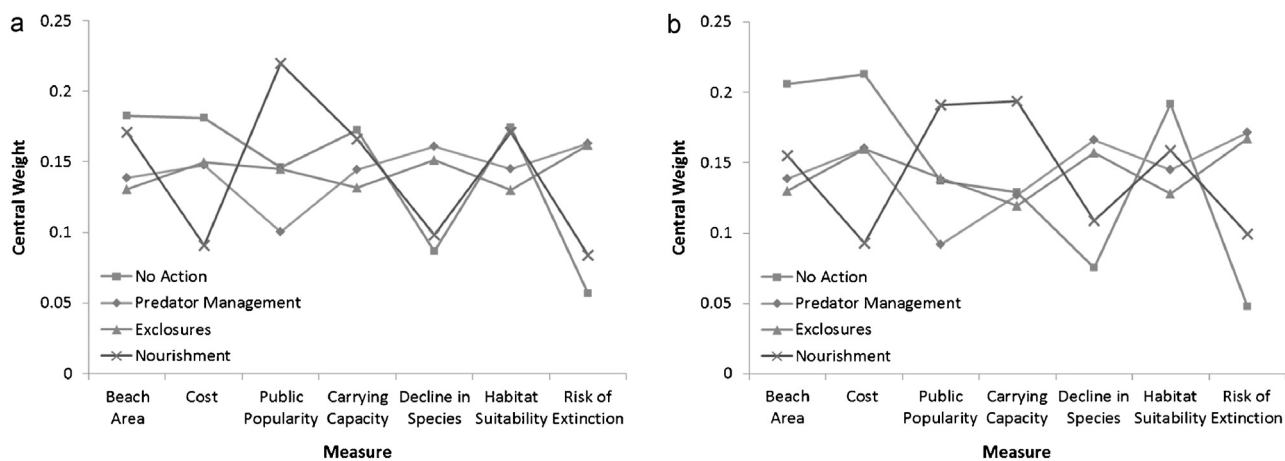 a
0.25
0.2
0.15
0.1
0.05
0
Central Weight
No Action
Predator Management
Exclosures
Nourishment
Beach Area
Cost
Public Popularity
Carrying Capacity
Decline in Species
Habitat Suitability
Risk of Extinction
Measure
b
0.25
0.2
0.15
0.1
0.05
0
Central Weight
No Action
Predator Management
Exclosures
Nourishment
Beach Area
Cost
Public Popularity
Carrying Capacity
Decline in Species
Habitat Suitability
Risk of Extinction
Measure